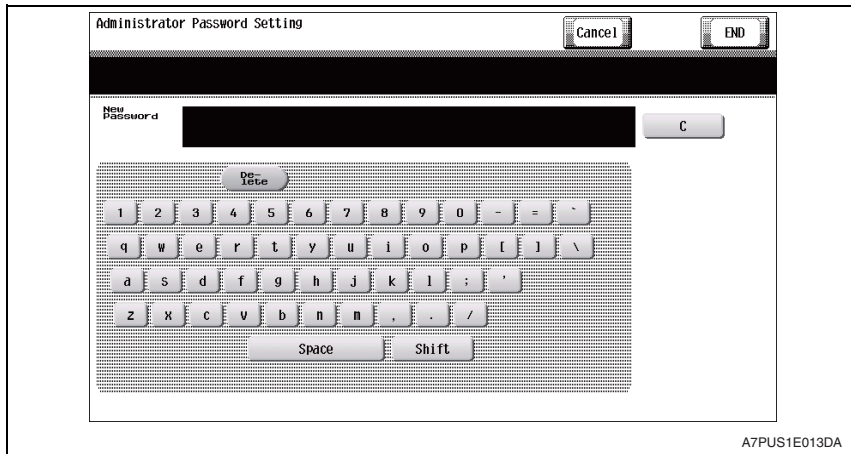 Administrator Password Setting
Cancel
END
New
Password
C
De-
lete
1 2 3 4 5 6 7 8 9 0 - = `
q w e r t y u i o p [ ] \
a s d f g h j k l ; '
z x c v b n m , . /
Space Shift
A7PUS1E013DA